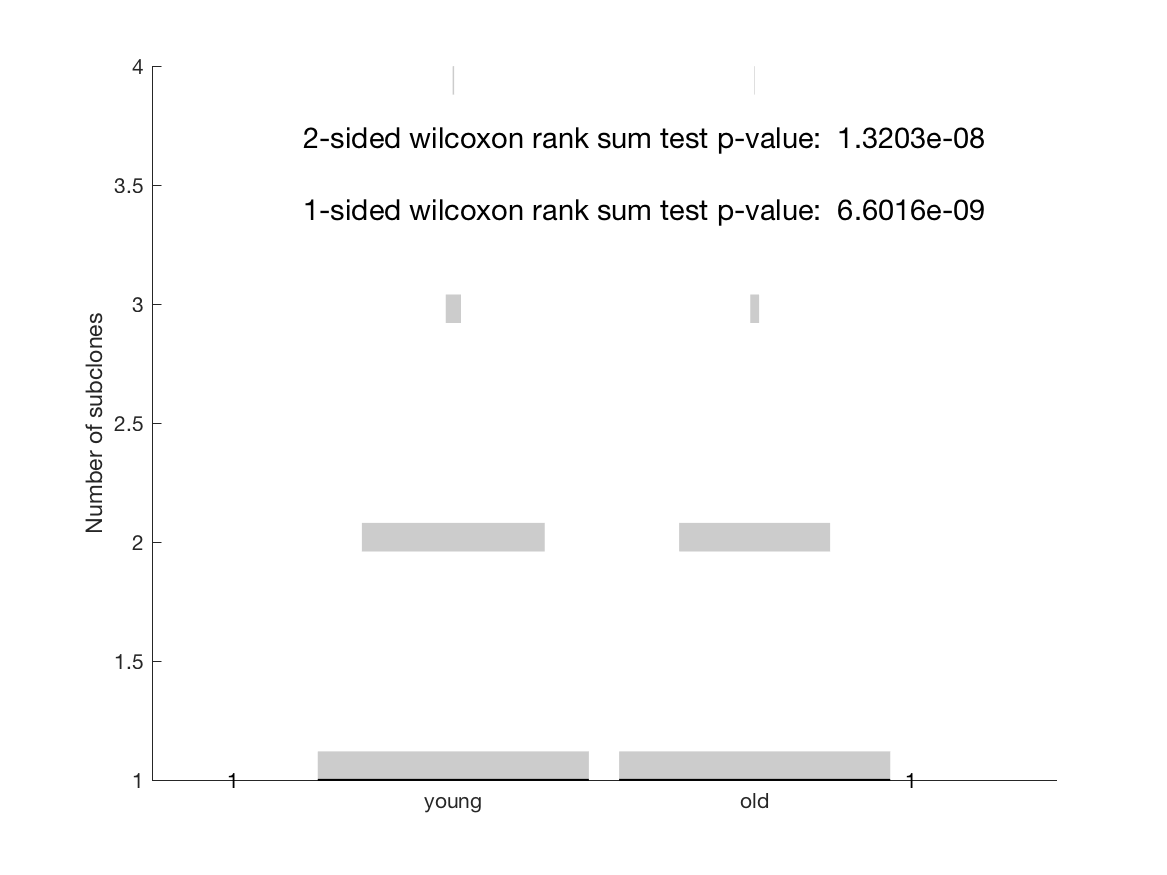 4
2-sided wilcoxon rank sum test p-value: 1.3203e-08
3.5
1-sided wilcoxon rank sum test p-value: 6.6016e-09
3
Number of subclones
2.5
2
1.5
1
1
1
young
old